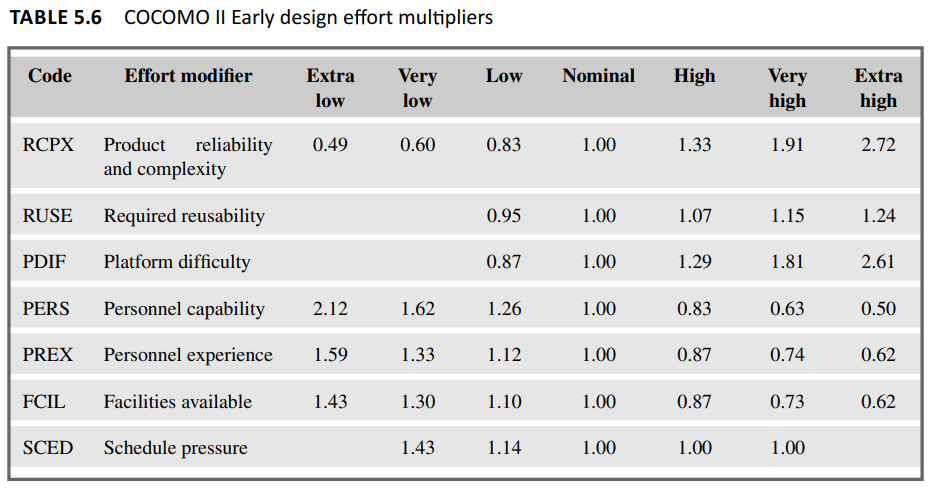 TABLE 5.6 COCOMO II Early design effort multipliers
Code Effort modifier Extra low Very low Low Nominal High Very high Extra high
RCPX Product reliability and complexity 0.49 0.60 0.83 1.00 1.33 1.91 2.72
RUSE Required reusability 0.95 1.00 1.07 1.15 1.24
PDIF Platform difficulty 0.87 1.00 1.29 1.81 2.61
PERS Personnel capability 2.12 1.62 1.26 1.00 0.83 0.63 0.50
PREX Personnel experience 1.59 1.33 1.12 1.00 0.87 0.74 0.62
FCIL Facilities available 1.43 1.30 1.10 1.00 0.87 0.73 0.62
SCED Schedule pressure 1.43 1.14 1.00 1.00 1.00